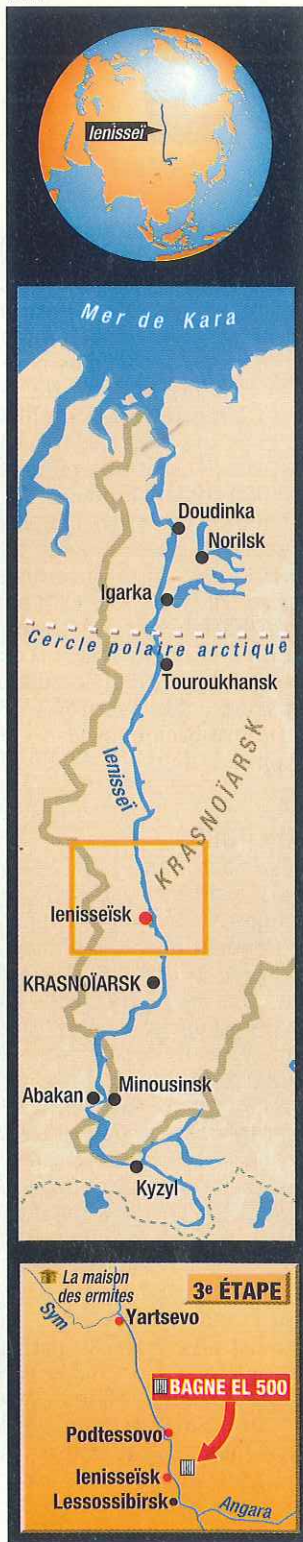 Ienisseï
Mer de Kara
Doudinka
Norilsk
Igarka
Cercle polaire arctique
Touroukhansk
Ienisseï
KRASNOÏARSK
Ienisseïsk
KRASNOÏARSK
Abakan
Minousinsk
Kyzyl
La maison
des ermites
3e ÉTAPE
Sym
Yartsevo
BAGNE EL 500
Podtessovo
Ienisseïsk
Lessossibirsk
Angara